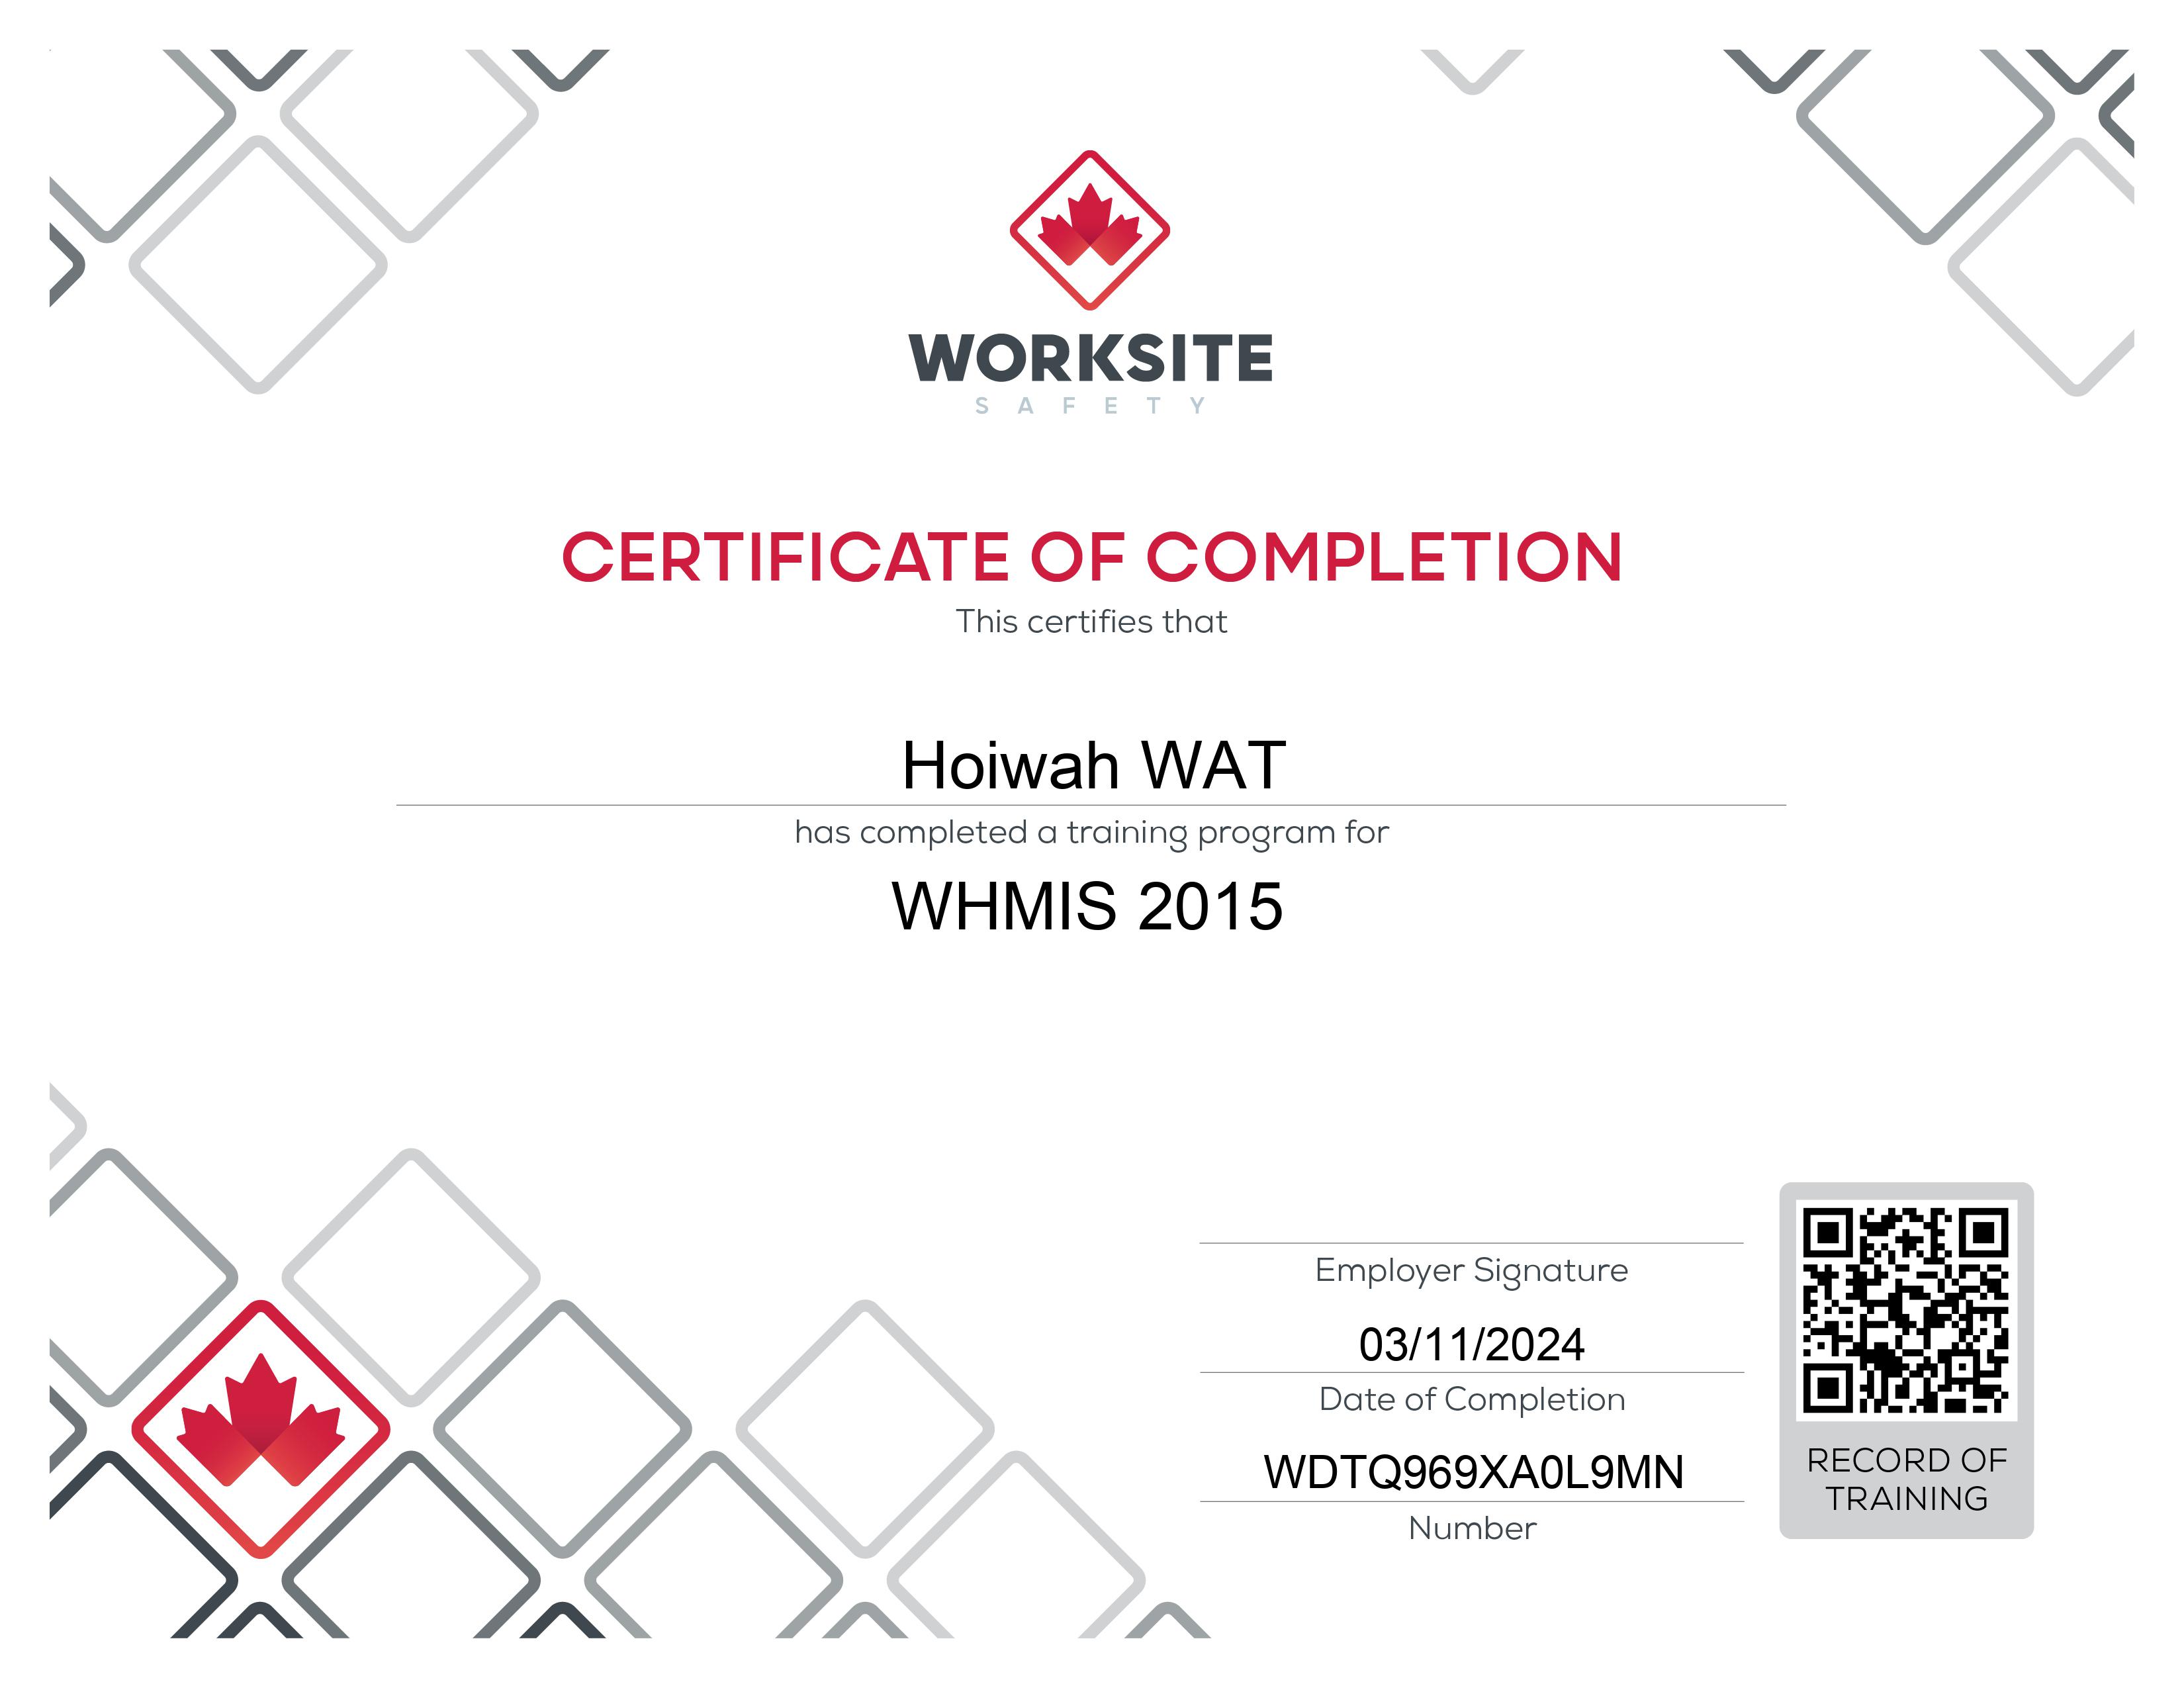 WORKSITE
SAFETY
CERTIFICATE OF COMPLETION
This certifies that
Hoiwah WAT
has completed a training program for
WHMIS 2015
Employer Signature
03/11/2024
Date of Completion
WDTQ969XA0L9MN
Number
RECORD OF
TRAINING